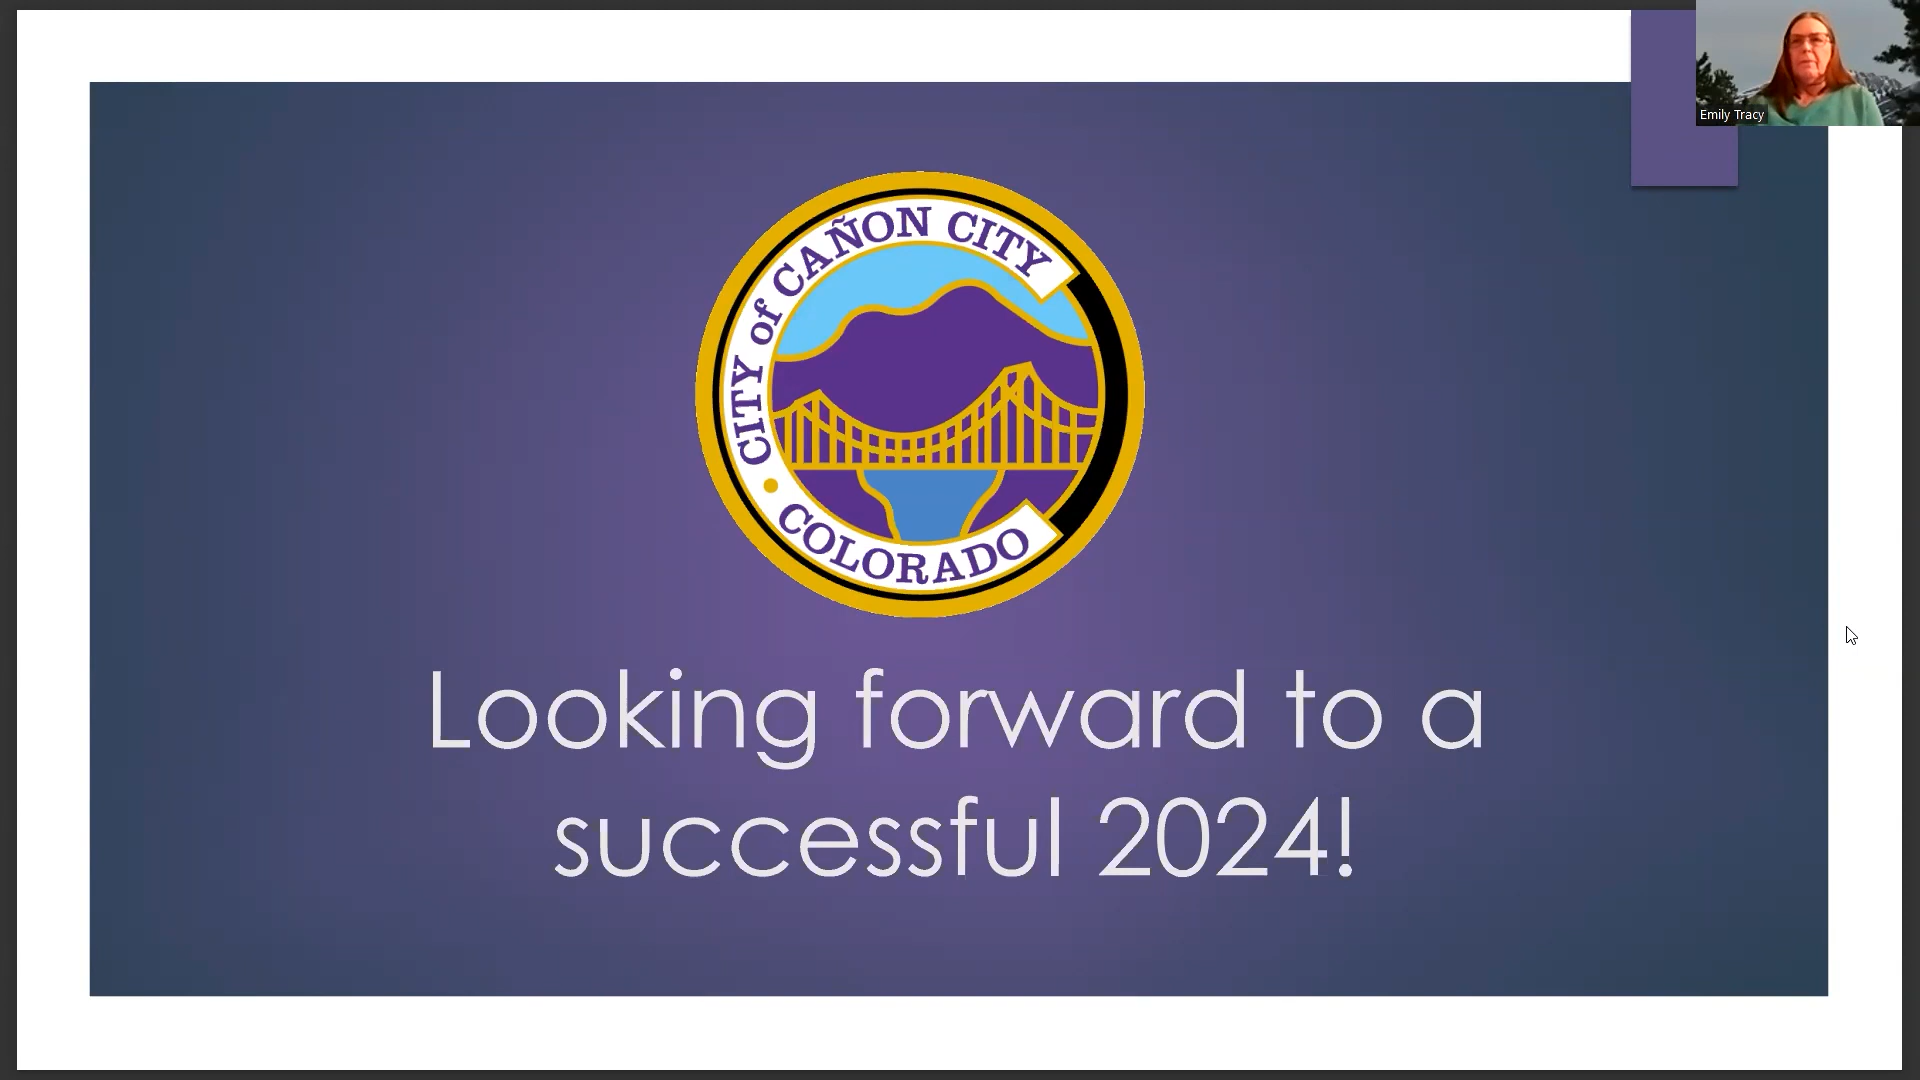 Emily Tracy
CITY of CAÑON CITY
• COLORADO
Looking forward to a
successful 2024!